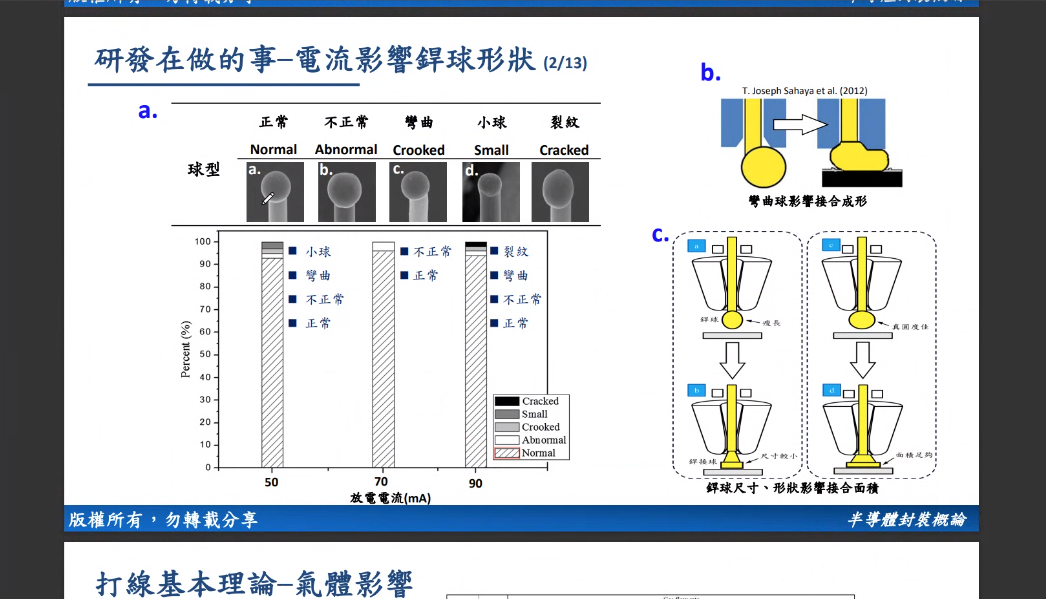 研發在做的事–電流影響銲球形狀 (2/13)
a.
正常 不正常 彎曲 小球 裂紋
Normal Abnormal Crooked Small Cracked
球型
a. b. c. d.
100
90
80
70
60
50
40
30
20
10
0
Percent (%)
小球
彎曲
不正常
正常
不正常
正常
裂紋
彎曲
不正常
正常
Cracked
Small
Crooked
Abnormal
Normal
50 70 90
放電電流(mA)
b.
T. Joseph Sahaya et al. (2012)
彎曲球影響接合成形
c.
a
銲球
瘦長
c
真圓度佳
b
銲接球
尺寸較小
d
面積足夠
銲球尺寸、形狀影響接合面積
版權所有，勿轉載分享
半導體封裝概論
打線基本理論–氣體影響